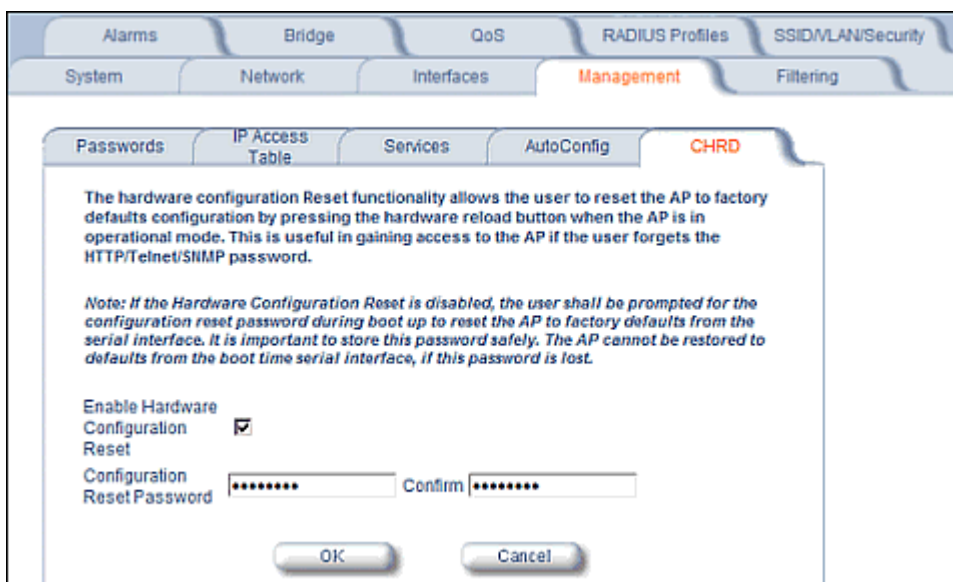 Alarms Bridge QoS RADIUS Profiles SSID/VLAN/Security
System Network Interfaces Management Filtering
Passwords IP Access Table Services AutoConfig CHRD
The hardware configuration Reset functionality allows the user to reset the AP to factory
defaults configuration by pressing the hardware reload button when the AP is in
operational mode. This is useful in gaining access to the AP if the user forgets the
HTTP/Telnet/SNMP password.
Note: If the Hardware Configuration Reset is disabled, the user shall be prompted for the
configuration reset password during boot up to reset the AP to factory defaults from the
serial interface. It is important to store this password safely. The AP cannot be restored to
defaults from the boot time serial interface, if this password is lost.
Enable Hardware
Configuration
Reset
Configuration
Reset Password •••••••• Confirm ••••••••
OK Cancel